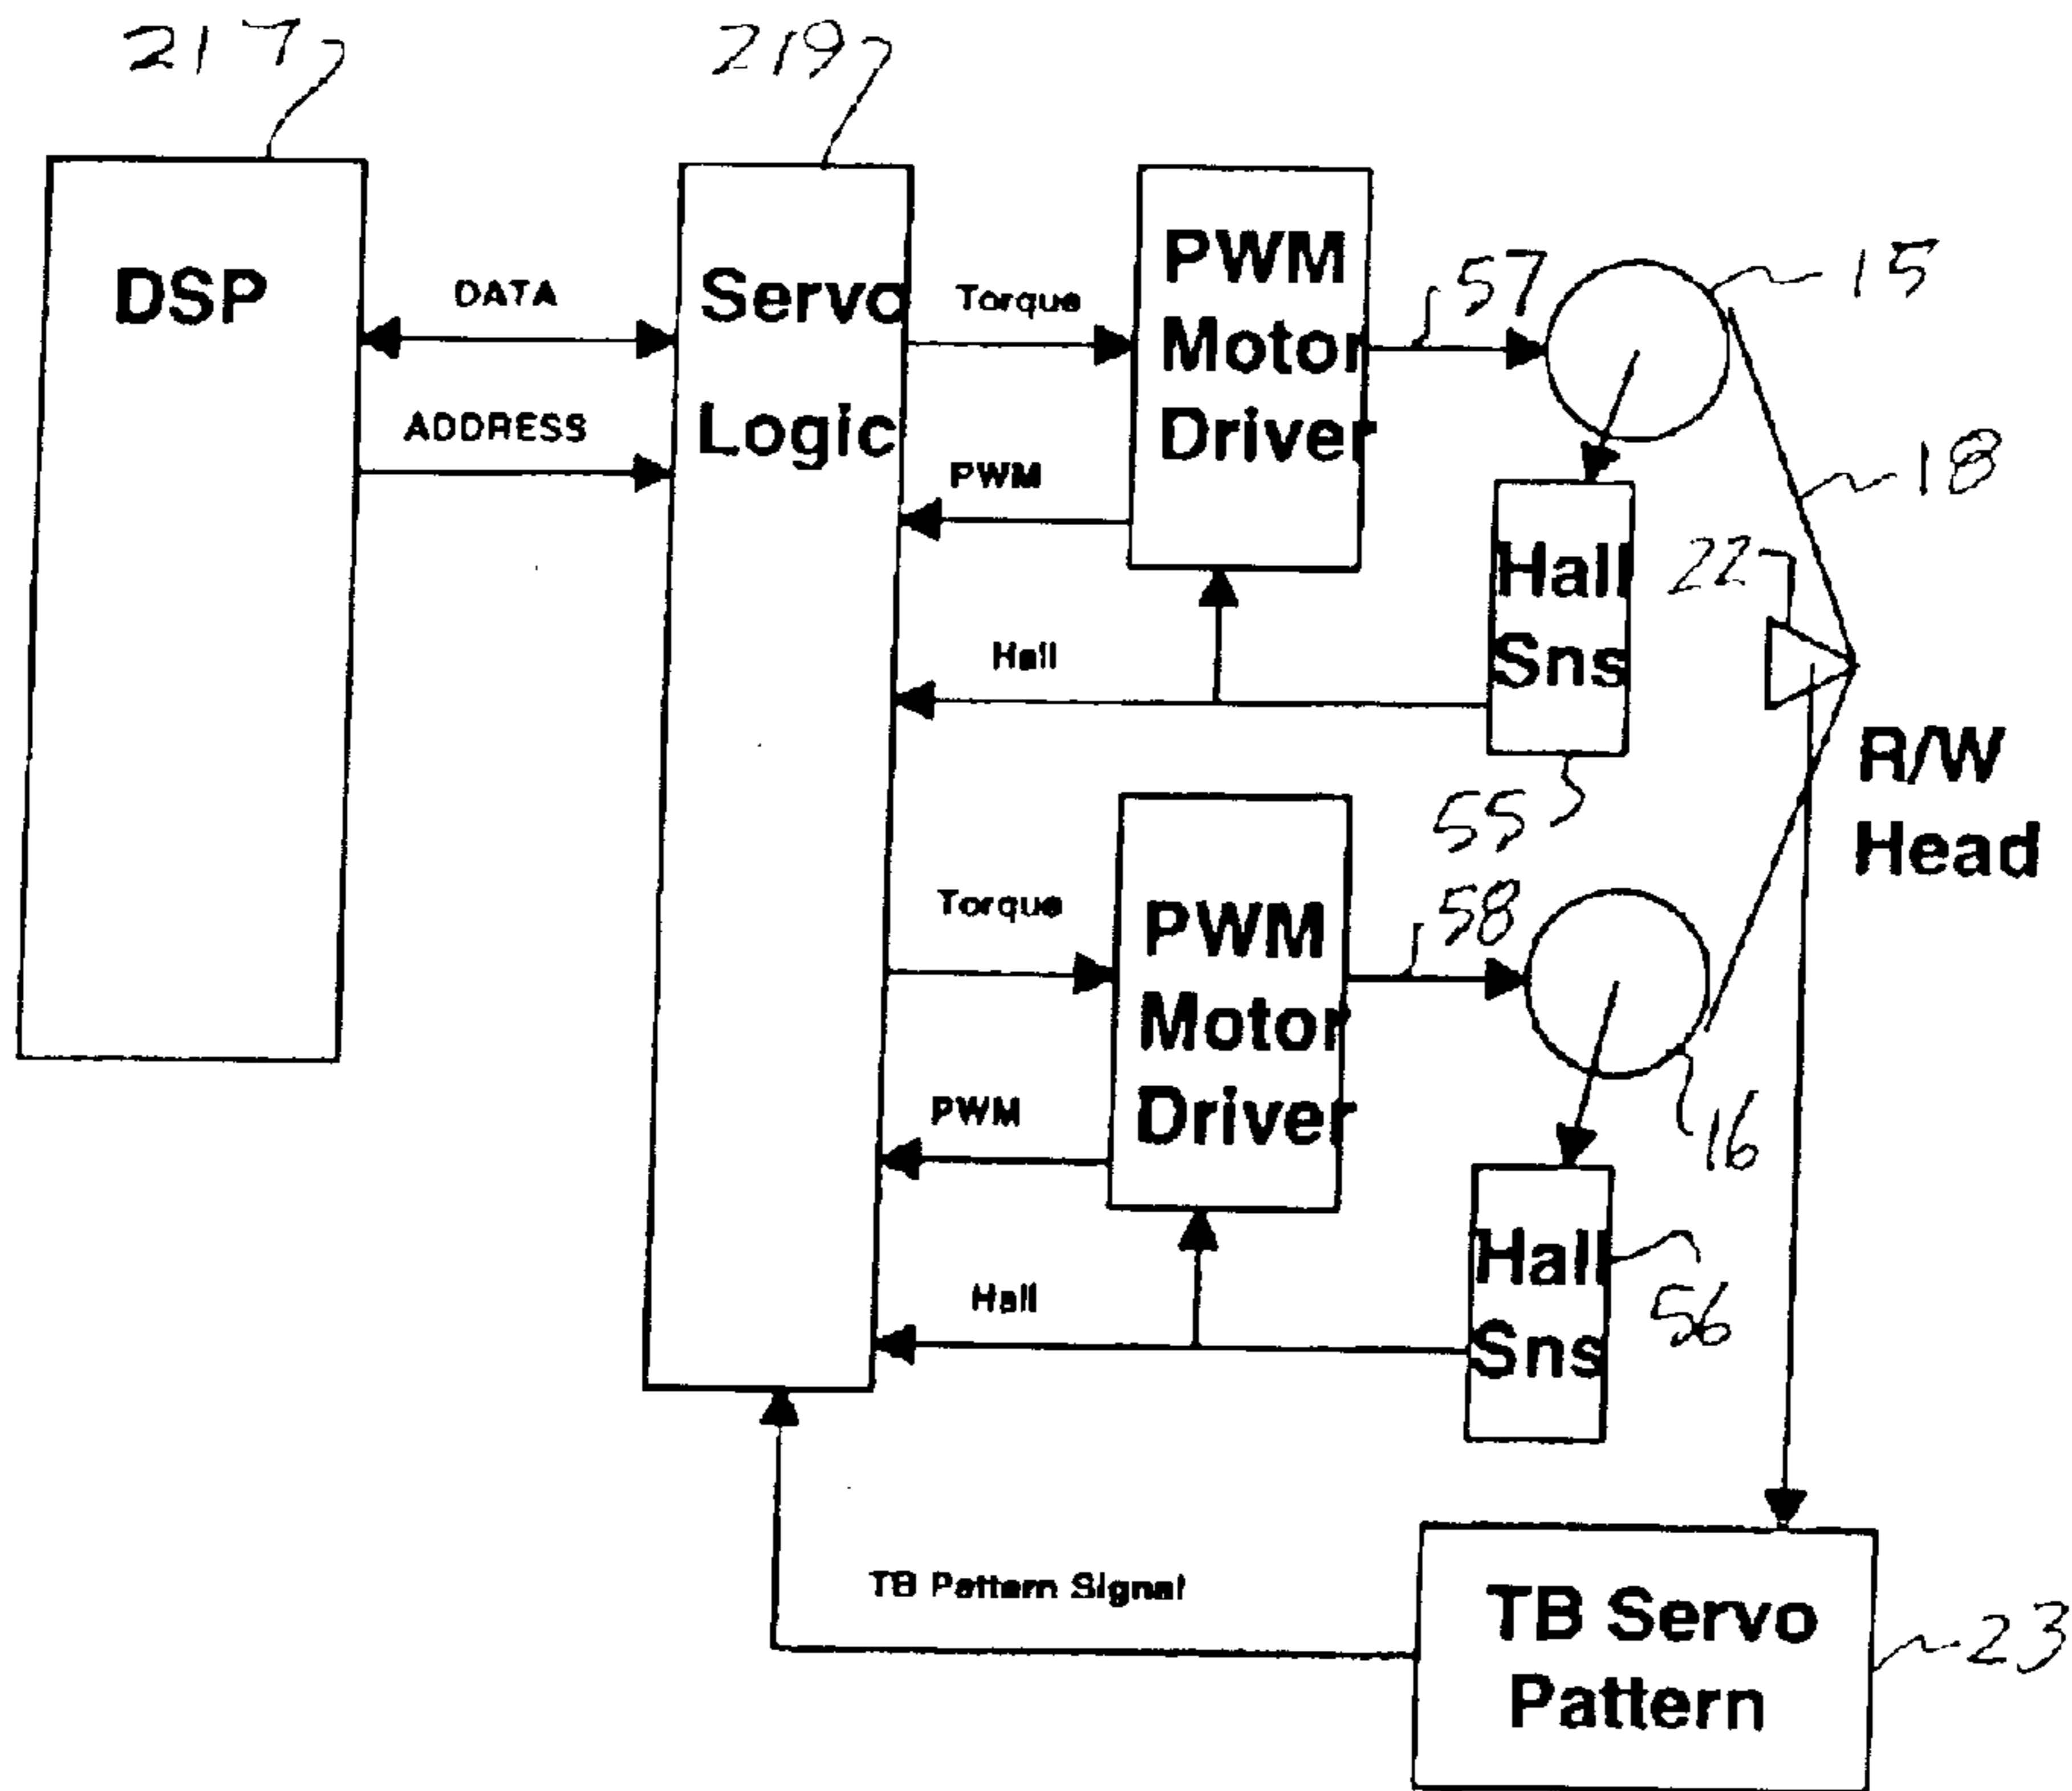 217
219
DSP
DATA
ADDRESS
Servo
Logic
Torque
PWM
Hall
PWM
Motor
Driver
57
15
18
22
Hall
Sns
55
R/W
Head
Torque
PWM
Hall
PWM
Motor
Driver
58
16
Hall
Sns
56
TB Pattern Signal
TB Servo
Pattern
23